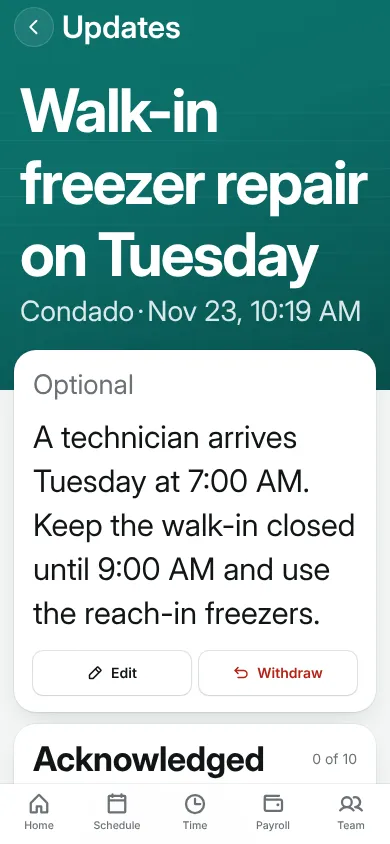 Updates
Walk-in
freezer repair
on Tuesday
Condado · Nov 23, 10:19 AM
Optional
A technician arrives
Tuesday at 7:00 AM.
Keep the walk-in closed
until 9:00 AM and use
the reach-in freezers.
Edit
Withdraw
Acknowledged
0 of 10
Home
Schedule
Time
Payroll
Team